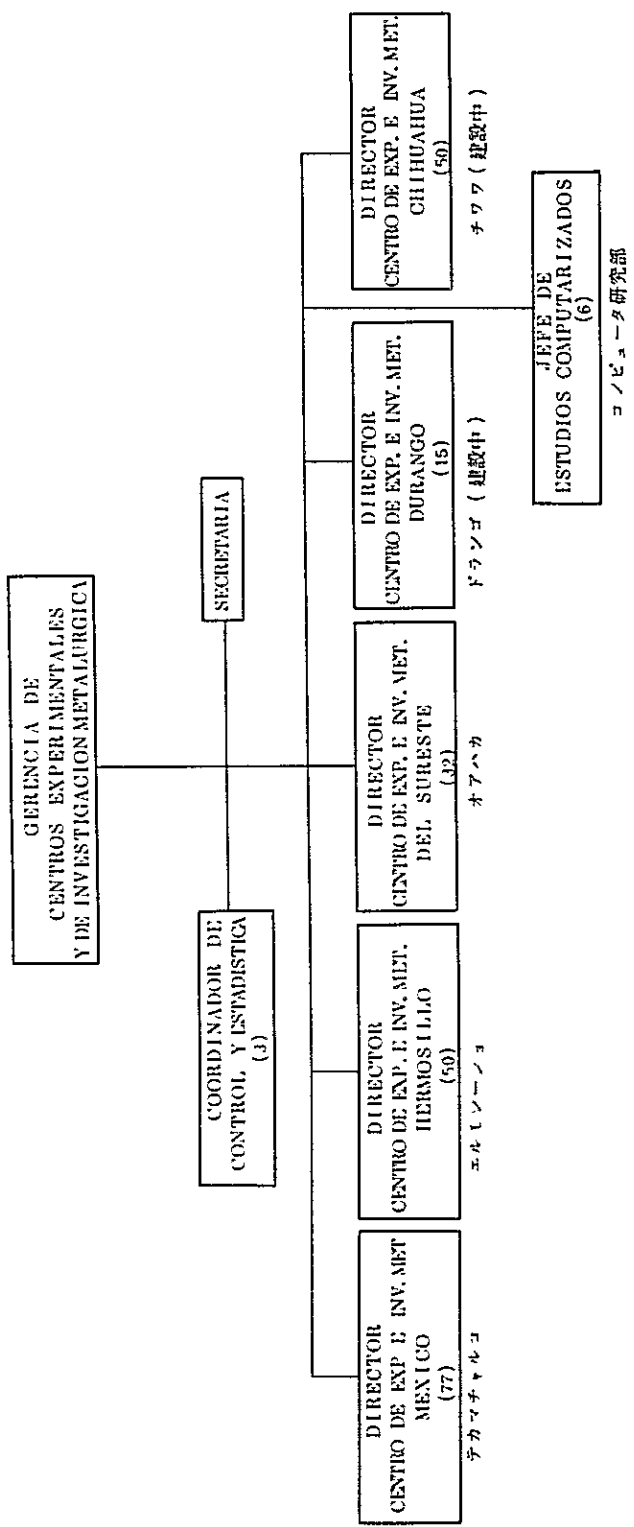 GERENCIA DE
CENTROS EXPERIMENTALES
Y DE INVESTIGACION METALURGICA
SECRETARIA
COORDINADOR DE
CONTROL Y ESTADISTICA
(3)
DIRECTOR
CENTRO DE EXP E INV. MET
MEXICO
(77)
テカマチャルコ
DIRECTOR
CENTRO DE EXP. E INV. MET.
HERMOSILLO
(50)
エルモシーショ
DIRECTOR
CENTRO DE EXP. E INV. MET.
DEL SURESTE
(32)
オアハカ
DIRECTOR
CENTRO DE EXP. E INV. MET.
DURANGO
(15)
ドランゴ (建設中)
DIRECTOR
CENTRO DE EXP. E INV. MET.
CHIHUAHUA
(50)
チワワ (建設中)
JEFE DE
ESTUDIOS COMPUTARIZADOS
(6)
コンピュータ研究部